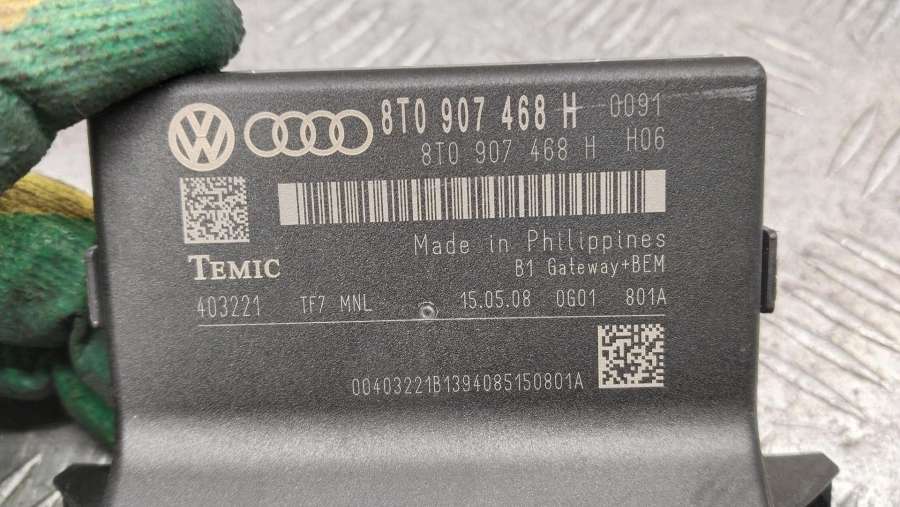 8T0 907 468 H 0091
8T0 907 468 H H06
Made in Philippines
TEMIC
B1 Gateway+BEM
403221 TF7 MNL 15.05.08 0G01 801A
00403221B1394085150801A